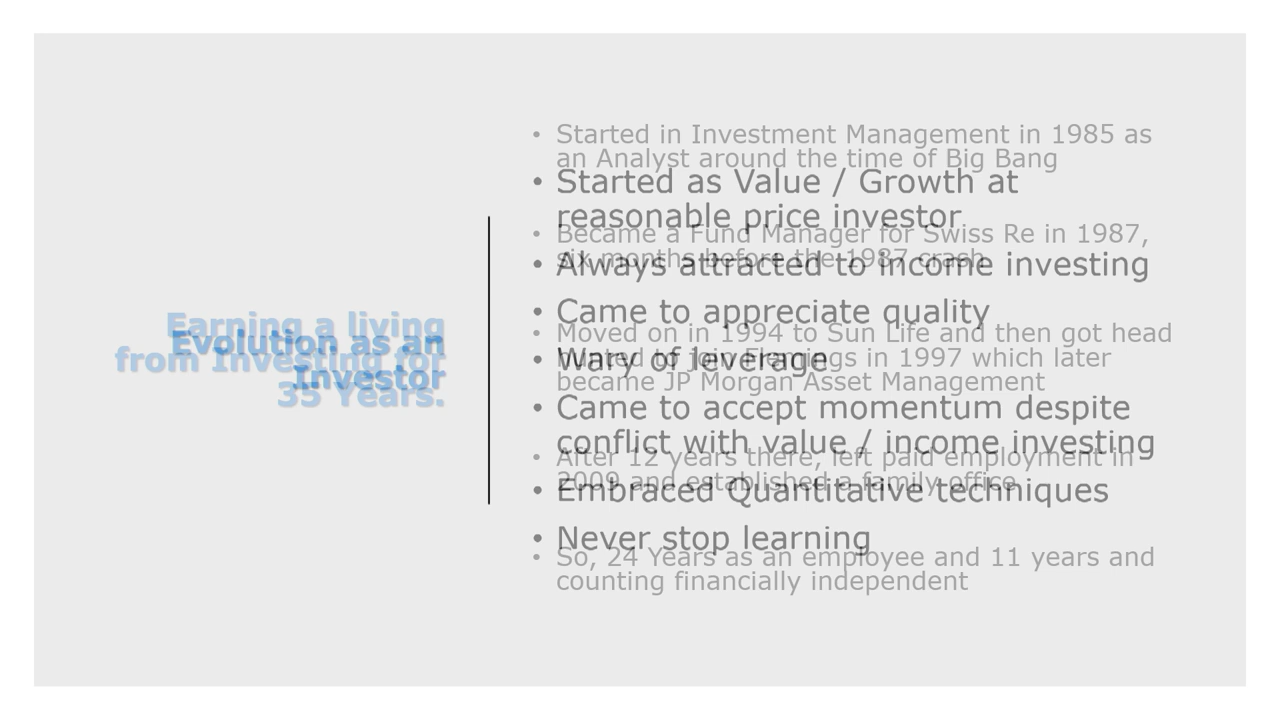 Earning a living
from Investing for
35 Years.
• Started in Investment Management in 1985 as
an Analyst around the time of Big Bang
• Became a Fund Manager for Swiss Re in 1987,
six months before the 1987 crash
• Moved on in 1994 to Sun Life and then got head
hunted to join Flemings in 1997 which later
became JP Morgan Asset Management
• After 12 years there, left paid employment in
2009 and established a family office
• So, 24 Years as an employee and 11 years and
counting financially independent
Evolution as an
Investor
• Started as Value / Growth at
reasonable price investor
• Always attracted to income investing
• Came to appreciate quality
• Wary of leverage
• Came to accept momentum despite
conflict with value / income investing
• Embraced Quantitative techniques
• Never stop learning